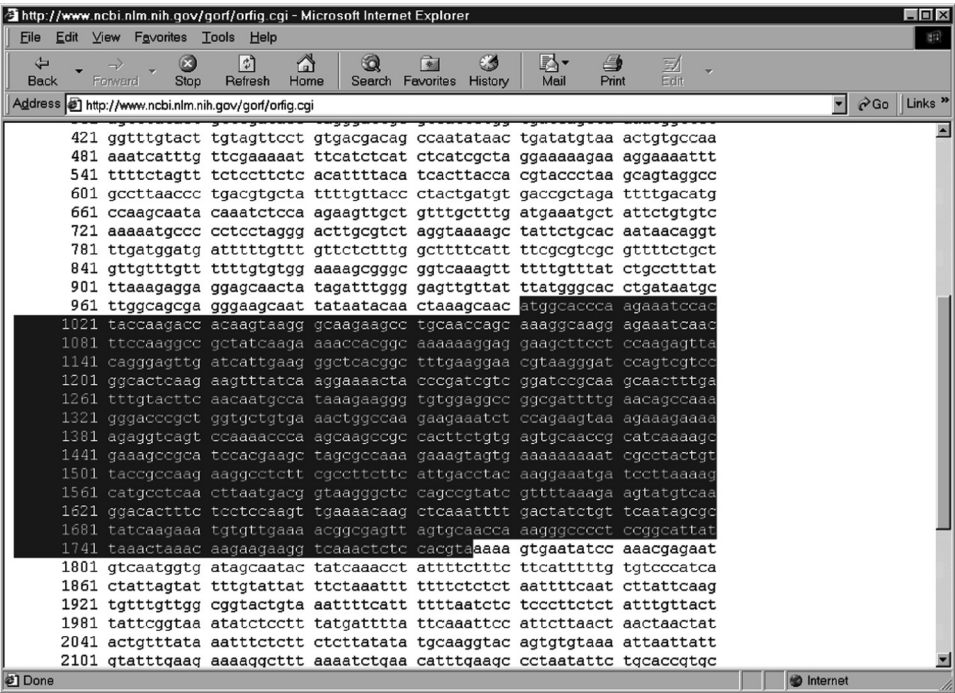 http://www.ncbi.nlm.nih.gov/gorf/orfig.cgi - Microsoft Internet Explorer
File Edit View Favorites Tools Help
Back Forward Stop Refresh Home Search Favorites History Mail Print Edit
Address http://www.ncbi.nlm.nih.gov/gorf/orfig.cgi Go Links »
421 ggtttgtact tgtagttcct gtgacgacag ccaatataac tgatatgtaa actgtgccaa
481 aaatcatttg ttcgaaaaat ttcatctcat ctcatcgcta ggaaaaagaa aggaaaattt
541 ttttctagtt tctccttctc acattttaca tcacttacca cgtaccctaa gcagtaggcc
601 gccttaaccc tgacgtgcta ttttgttacc ctactgatgt gaccgctaga ttttgacatg
661 ccaagcaata caaatctcca agaagttgct gtttgctttg atgaaatgct attctgtgtc
721 aaaaatgccc cctcctaggg acttgcgtct aggtaaaagc tattctgcac aataacaggt
781 ttgatggatg atttttgttt gttctctttg gcttttcatt ttcgcgtcgc gttttctgct
841 gttgtttgtt ttttgtgtgg aaaagcgggc ggtcaaagtt tttttgtttat ctgcctttat
901 ttaaagagga ggagcaacta tagatttggg gagttgttat ttatgggcac ctgataatgc
961 ttggcagcga gggaagcaat tataatacaa ctaaagcaac atggcaccca agaaatccac
1021 taccaagacc acaagtaagg gcaagaagcc tgcaaccagc aaaggcaagg agaaatcaac
1081 ttccaaggcc gctatcaaga aaaccacggc aaaaaaggag gaagcttcct ccaagagtta
1141 cagggagttg atcattgaag ggctcacggc tttgaaggaa cgtaagggat ccagtcgtcc
1201 ggcactcaag aagtttatca aggaaaacta cccgatcgtc ggatccgcaa gcaactttga
1261 tttgtacttc aacaatgcca taaagaaggg tgtggaggcc ggcgattttg aacagccaaa
1321 gggacccgct ggtgctgtga aactggccaa gaagaaatct ccagaagtaa agaaagaaaa
1381 agaggtcagt ccaaaaccca agcaagccgc cacttctgtg agtgcaaccg catcaaaagc
1441 gaaagccgca tccacgaagc tagcgccaaa gaaagtagtg aaaaaaaaat cgcctactgt
1501 taccgccaag aaggcctctt cgccttcttc attgacctac aaggaaatga tccttaaaag
1561 catgcctcaa cttaatgacg gtaagggctc cagccgtatc gttttaaaga agtatgtcaa
1621 ggacactttc tcctccaagt tgaaaacaag ctcaaatttt gactatctgt tcaatagcgc
1681 tatcaagaaa tgtgttgaaa acggcgagtt agtgcaacca aagggcccct ccggcattat
1741 taaactaaac aagaagaagg tcaaactctc cacgtaaaaa gtgaatatcc aaacgagaat
1801 gtcaatggtg atagcaatac tatcaaacct attttctttc ttcatttttg tgtcccatca
1861 ctattagtat tttgtattat ttctaaattt tttttctctct aattttcaat cttattcaag
1921 tgtttgttgg cggtactgta aattttcatt ttttaatctc tcccttctct atttgttact
1981 tattcggtaa atatctcctt tatgattttta ttcaaattcc attcttaact aactaactat
2041 actgtttata aatttctctt ctcttatata tgcaaggtac agtgtgtaaa attaattatt
2101 gtatttgaag aaaaggcttt aaaatctgaa catttgaagc ccctaatattc tgcaccgtgc
Done Internet